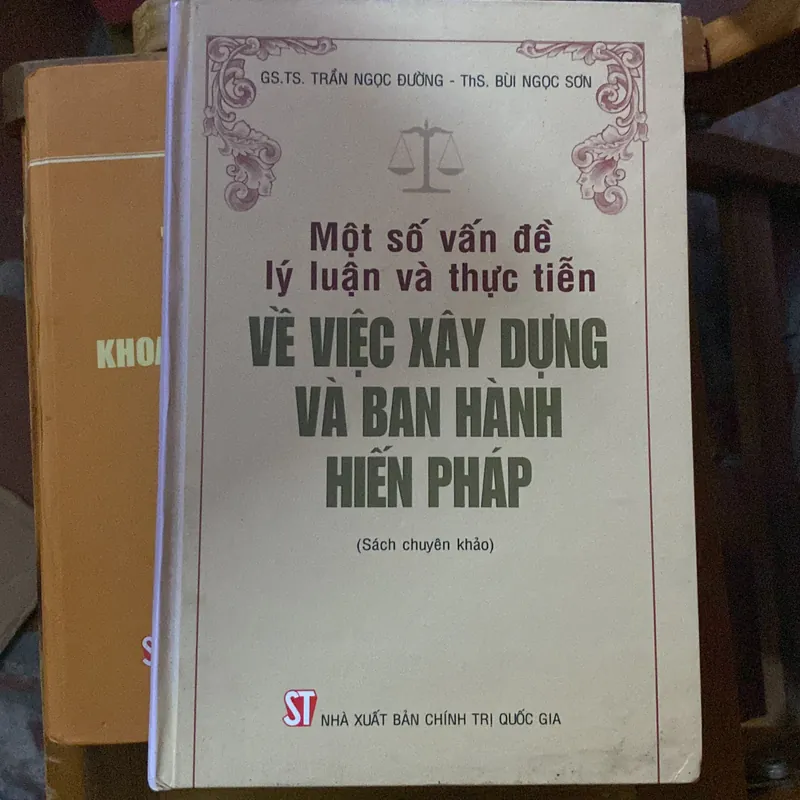 GS.TS. TRẦN NGỌC ĐƯỜNG - ThS. BÙI NGỌC SƠN
Một số vấn đề
lý luận và thực tiễn
VỀ VIỆC XÂY DỰNG
VÀ BAN HÀNH
HIẾN PHÁP
(Sách chuyên khảo)
ST NHÀ XUẤT BẢN CHÍNH TRỊ QUỐC GIA